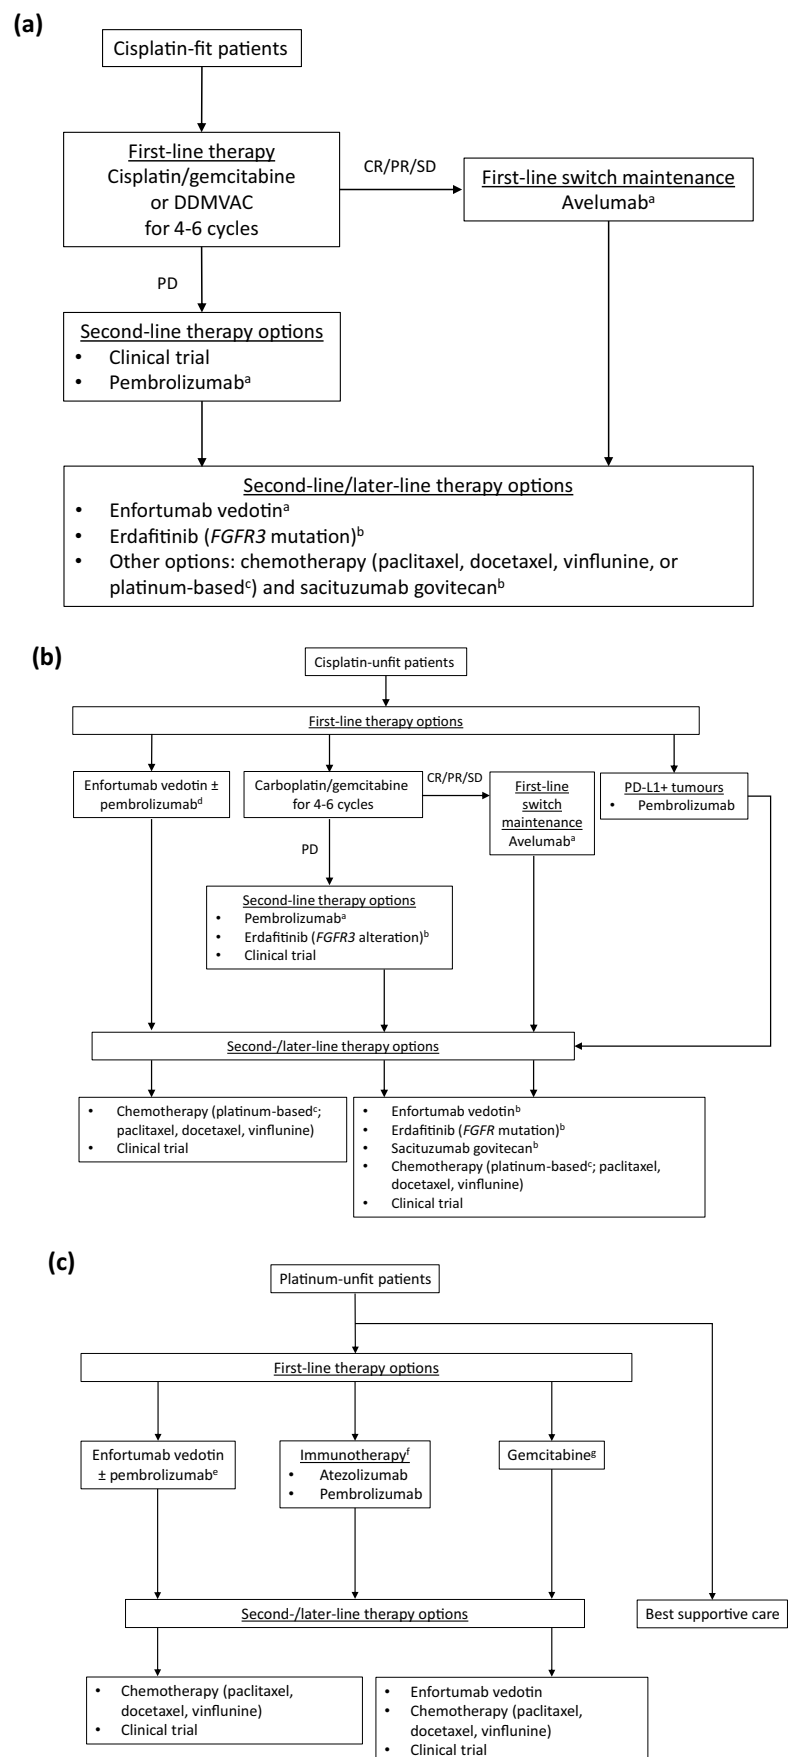 (a)
Cisplatin-fit patients
First-line therapy
Cisplatin/gemcitabine
or DDMVAC
for 4-6 cycles
CR/PR/SD
First-line switch maintenance
Avelumabᵃ
PD
Second-line therapy options
• Clinical trial
• Pembrolizumabᵃ
Second-line/later-line therapy options
• Enfortumab vedotinᵃ
• Erdafitinib (FGFR3 mutation)ᵇ
• Other options: chemotherapy (paclitaxel, docetaxel, vinflunine, or
platinum-basedᶜ) and sacituzumab govitecanᵇ
(b)
Cisplatin-unfit patients
First-line therapy options
Enfortumab vedotin ±
pembrolizumabᵈ
Carboplatin/gemcitabine
for 4-6 cycles
CR/PR/SD
First-line
switch
maintenance
Avelumabᵃ
PD-L1+ tumours
• Pembrolizumab
PD
Second-line therapy options
• Pembrolizumabᵃ
• Erdafitinib (FGFR3 alteration)ᵇ
• Clinical trial
Second-/later-line therapy options
• Chemotherapy (platinum-basedᶜ;
paclitaxel, docetaxel, vinflunine)
• Clinical trial
• Enfortumab vedotinᵇ
• Erdafitinib (FGFR mutation)ᵇ
• Sacituzumab govitecanᵇ
• Chemotherapy (platinum-basedᶜ; paclitaxel,
docetaxel, vinflunine)
• Clinical trial
(c)
Platinum-unfit patients
First-line therapy options
Enfortumab vedotin
± pembrolizumabᵉ
Immunotherapyᶠ
• Atezolizumab
• Pembrolizumab
Gemcitabineᵍ
Second-/later-line therapy options
Best supportive care
• Chemotherapy (paclitaxel,
docetaxel, vinflunine)
• Clinical trial
• Enfortumab vedotin
• Chemotherapy (paclitaxel,
docetaxel, vinflunine)
• Clinical trial